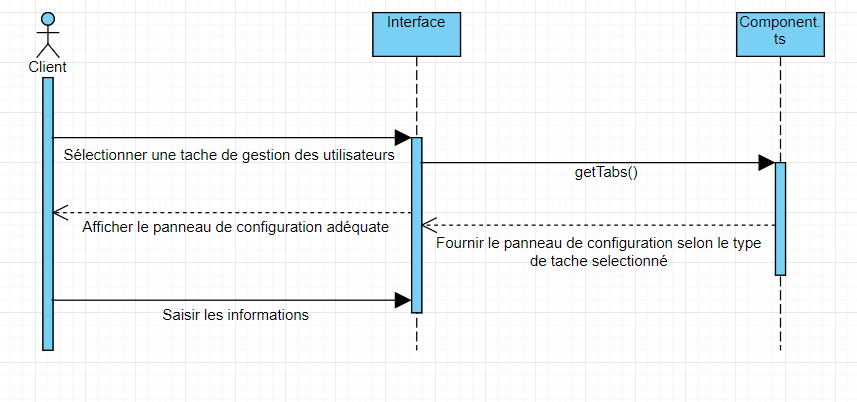 Interface
Component.
ts
Client
Sélectionner une tache de gestion des utilisateurs
getTabs()
Afficher le panneau de configuration adéquate
Fournir le panneau de configuration selon le type
de tache selectionné
Saisir les informations